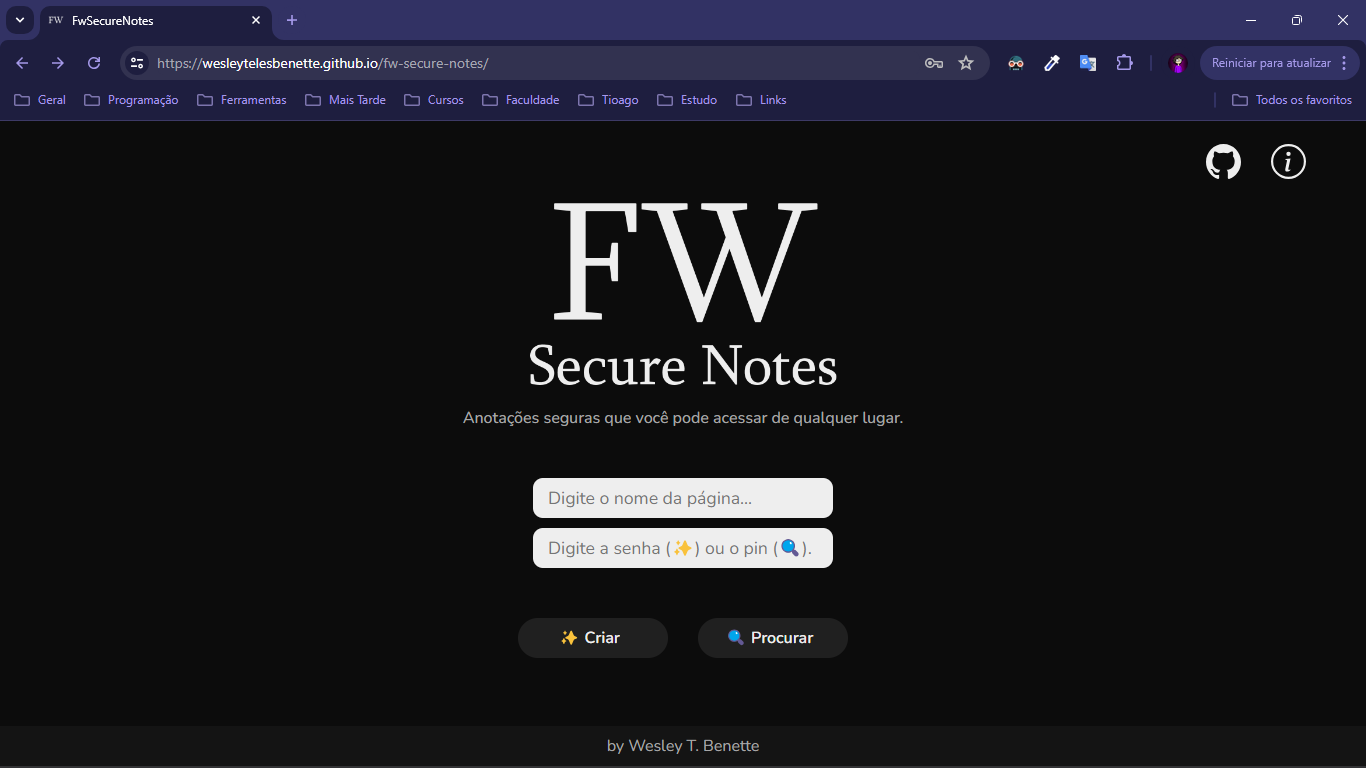 FW FwSecureNotes
https://wesleytelesbenette.github.io/fw-secure-notes/
Reiniciar para atualizar
Geral Programação Ferramentas Mais Tarde Cursos Faculdade Tioago Estudo Links Todos os favoritos
FW
Secure Notes
Anotações seguras que você pode acessar de qualquer lugar.
Digite o nome da página...
Digite a senha (✨) ou o pin (🔍).
✨ Criar
🔍 Procurar
by Wesley T. Benette